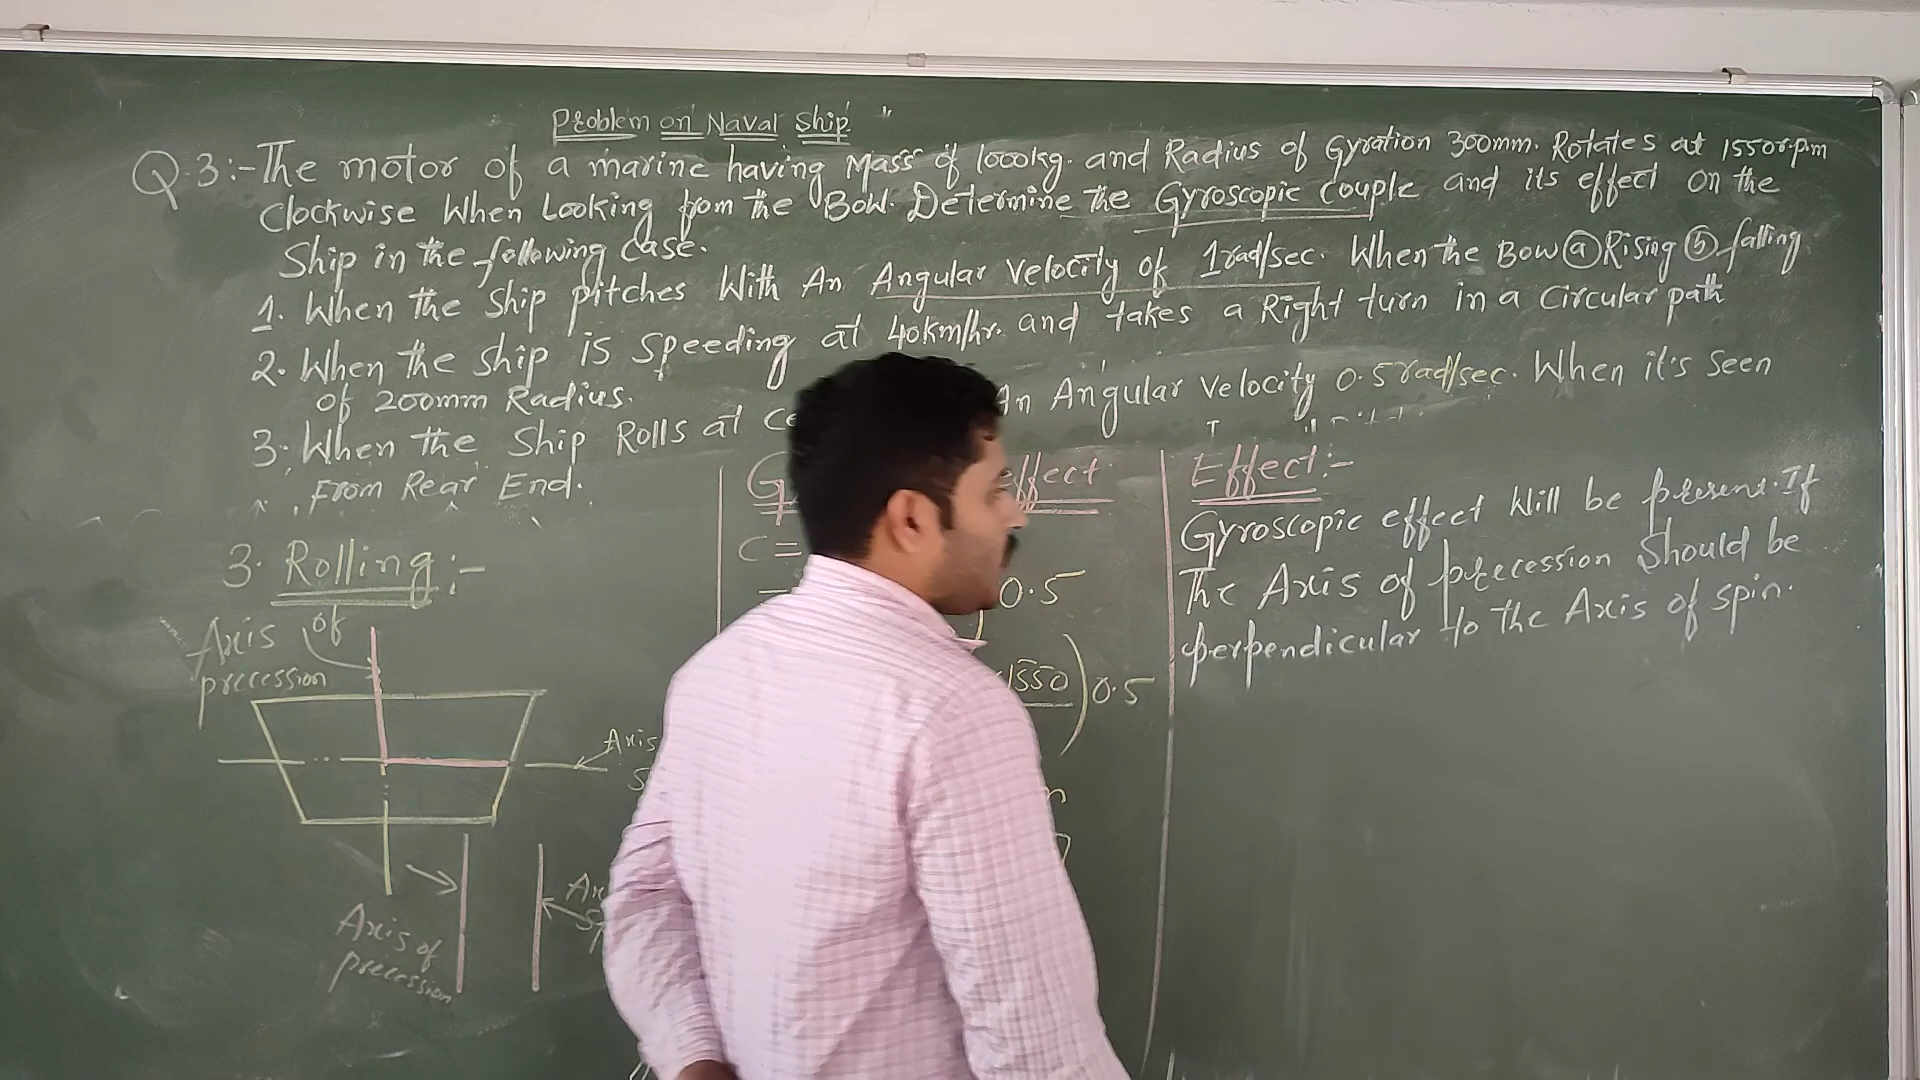 Problem on Naval Ship "
Q.3:- The motor of a marine having Mass of 1000kg. and Radius of Gyration 300mm. Rotates at 1550r.p.m
Clockwise When Looking from the Bow. Determine the Gyroscopic Couple and its effect on the
Ship in the following Case.
1. When the Ship pitches With An Angular Velocity of 1rad/sec. When the Bow (a) Rising (b) falling
2. When the Ship is Speeding at 40km/hr. and takes a Right turn in a Circular path
of 200mm Radius.
3. When the Ship Rolls at An Angular Velocity 0.5rad/sec. When it's Seen
from Rear End.
3. Rolling:-
Axis of
precession
Axis
Axis of
precession
effect
C=
0.5
1550) 0.5
Effect:-
Gyroscopic effect Will be present. If
The Axis of precession Should be
perpendicular to the Axis of spin.